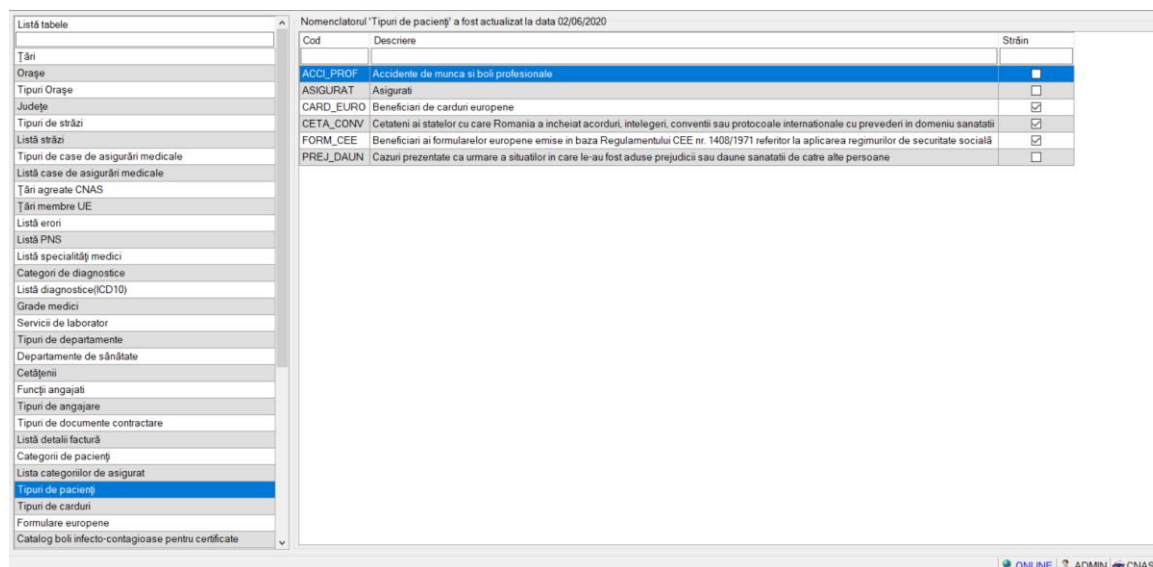 Listă tabele
Țări
Orașe
Tipuri Orașe
Județe
Tipuri de străzi
Listă străzi
Tipuri de case de asigurări medicale
Listă case de asigurări medicale
Țări agreate CNAS
Țări membre UE
Listă erori
Listă PNS
Listă specialități medici
Categori de diagnostice
Listă diagnostice(ICD10)
Grade medici
Servicii de laborator
Tipuri de departamente
Departamente de sănătate
Cetățenii
Funcții angajati
Tipuri de angajare
Tipuri de documente contractare
Listă detalii factură
Categorii de pacienți
Lista categoriilor de asigurat
Tipuri de pacienți
Tipuri de carduri
Formulare europene
Catalog boli infecto-contagioase pentru certificate
Nomenclatorul 'Tipuri de pacienți' a fost actualizat la data 02/06/2020
Cod Descriere Străin
ACCI_PROF Accidente de munca si boli profesionale
ASIGURAT Asigurati
CARD_EURO Beneficiari de carduri europene
CETA_CONV Cetateni ai statelor cu care Romania a incheiat acorduri, intelegeri, conventii sau protocoale internationale cu prevederi in domeniu sanatatii
FORM_CEE Beneficiari ai formularelor europene emise in baza Regulamentului CEE nr. 1408/1971 referitor la aplicarea regimurilor de securitate socială
PREJ_DAUN Cazuri prezentate ca urmare a situatilor in care le-au fost aduse prejudicii sau daune sanatatii de catre alte persoane
ONLINE ADMIN CNAS